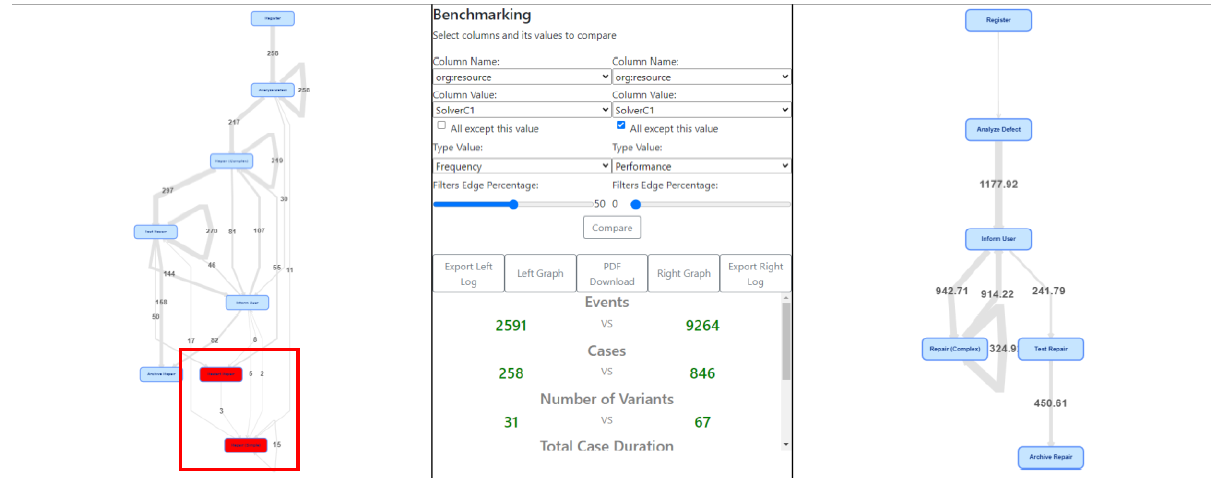 Register
256
Analyze Defect
258
217
Repair (Complex)
219
30
297
Test Repair
270
81
107
46
55
11
144
Inform User
168
50
17
82
8
Archive Repair
5
2
3
15
Benchmarking
Select columns and its values to compare
Column Name: Column Name:
org:resource org:resource
Column Value: Column Value:
SolverC1 SolverC1
All except this value All except this value
Type Value: Type Value:
Frequency Performance
Filters Edge Percentage: Filters Edge Percentage:
50 0
Compare
Export Left Log
Left Graph
PDF Download
Right Graph
Export Right Log
Events
2591 VS 9264
Cases
258 VS 846
Number of Variants
31 VS 67
Total Case Duration
Register
Analyze Defect
1177.92
Inform User
942.71 914.22 241.79
Repair (Complex) 324.9 Test Repair
450.61
Archive Repair